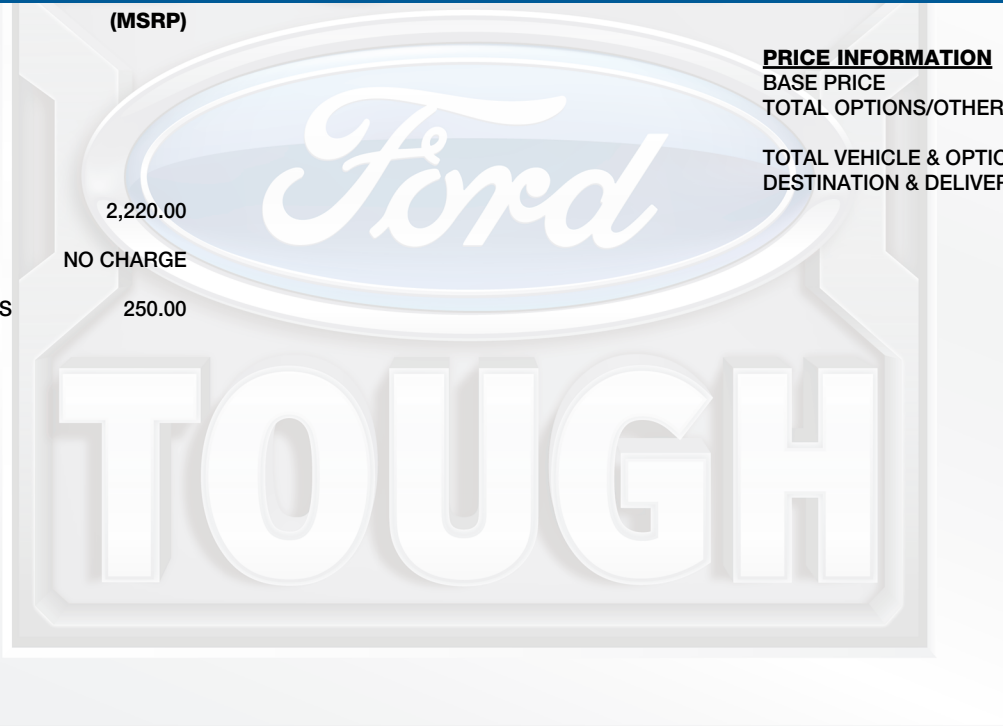 (MSRP)
2,220.00
NO CHARGE
S 250.00
PRICE INFORMATION
BASE PRICE
TOTAL OPTIONS/OTHER
TOTAL VEHICLE & OPTIO
DESTINATION & DELIVER
Ford
TOUGH